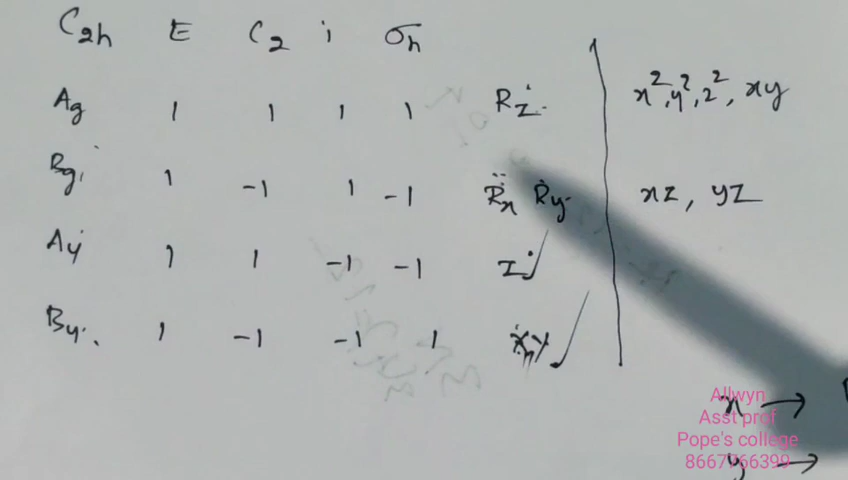 C2h E C2 i σh
Ag 1 1 1 1 Rz x², y², z², xy
Bg 1 -1 1 -1 Rx Ry xz, yz
Au 1 1 -1 -1 z
Bu 1 -1 -1 1 x, y
x →
y →
Allwyn
Asst prof
Pope's college
8667766399